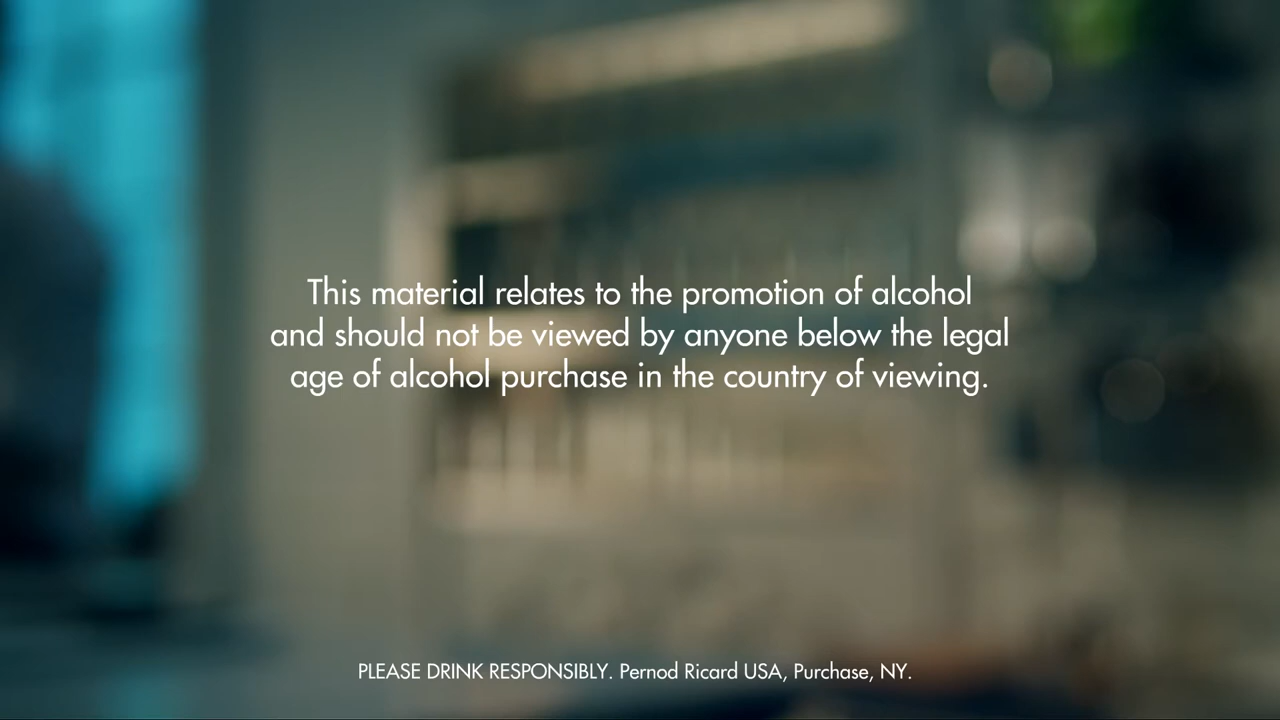 This material relates to the promotion of alcohol
and should not be viewed by anyone below the legal
age of alcohol purchase in the country of viewing.
PLEASE DRINK RESPONSIBLY. Pernod Ricard USA, Purchase, NY.